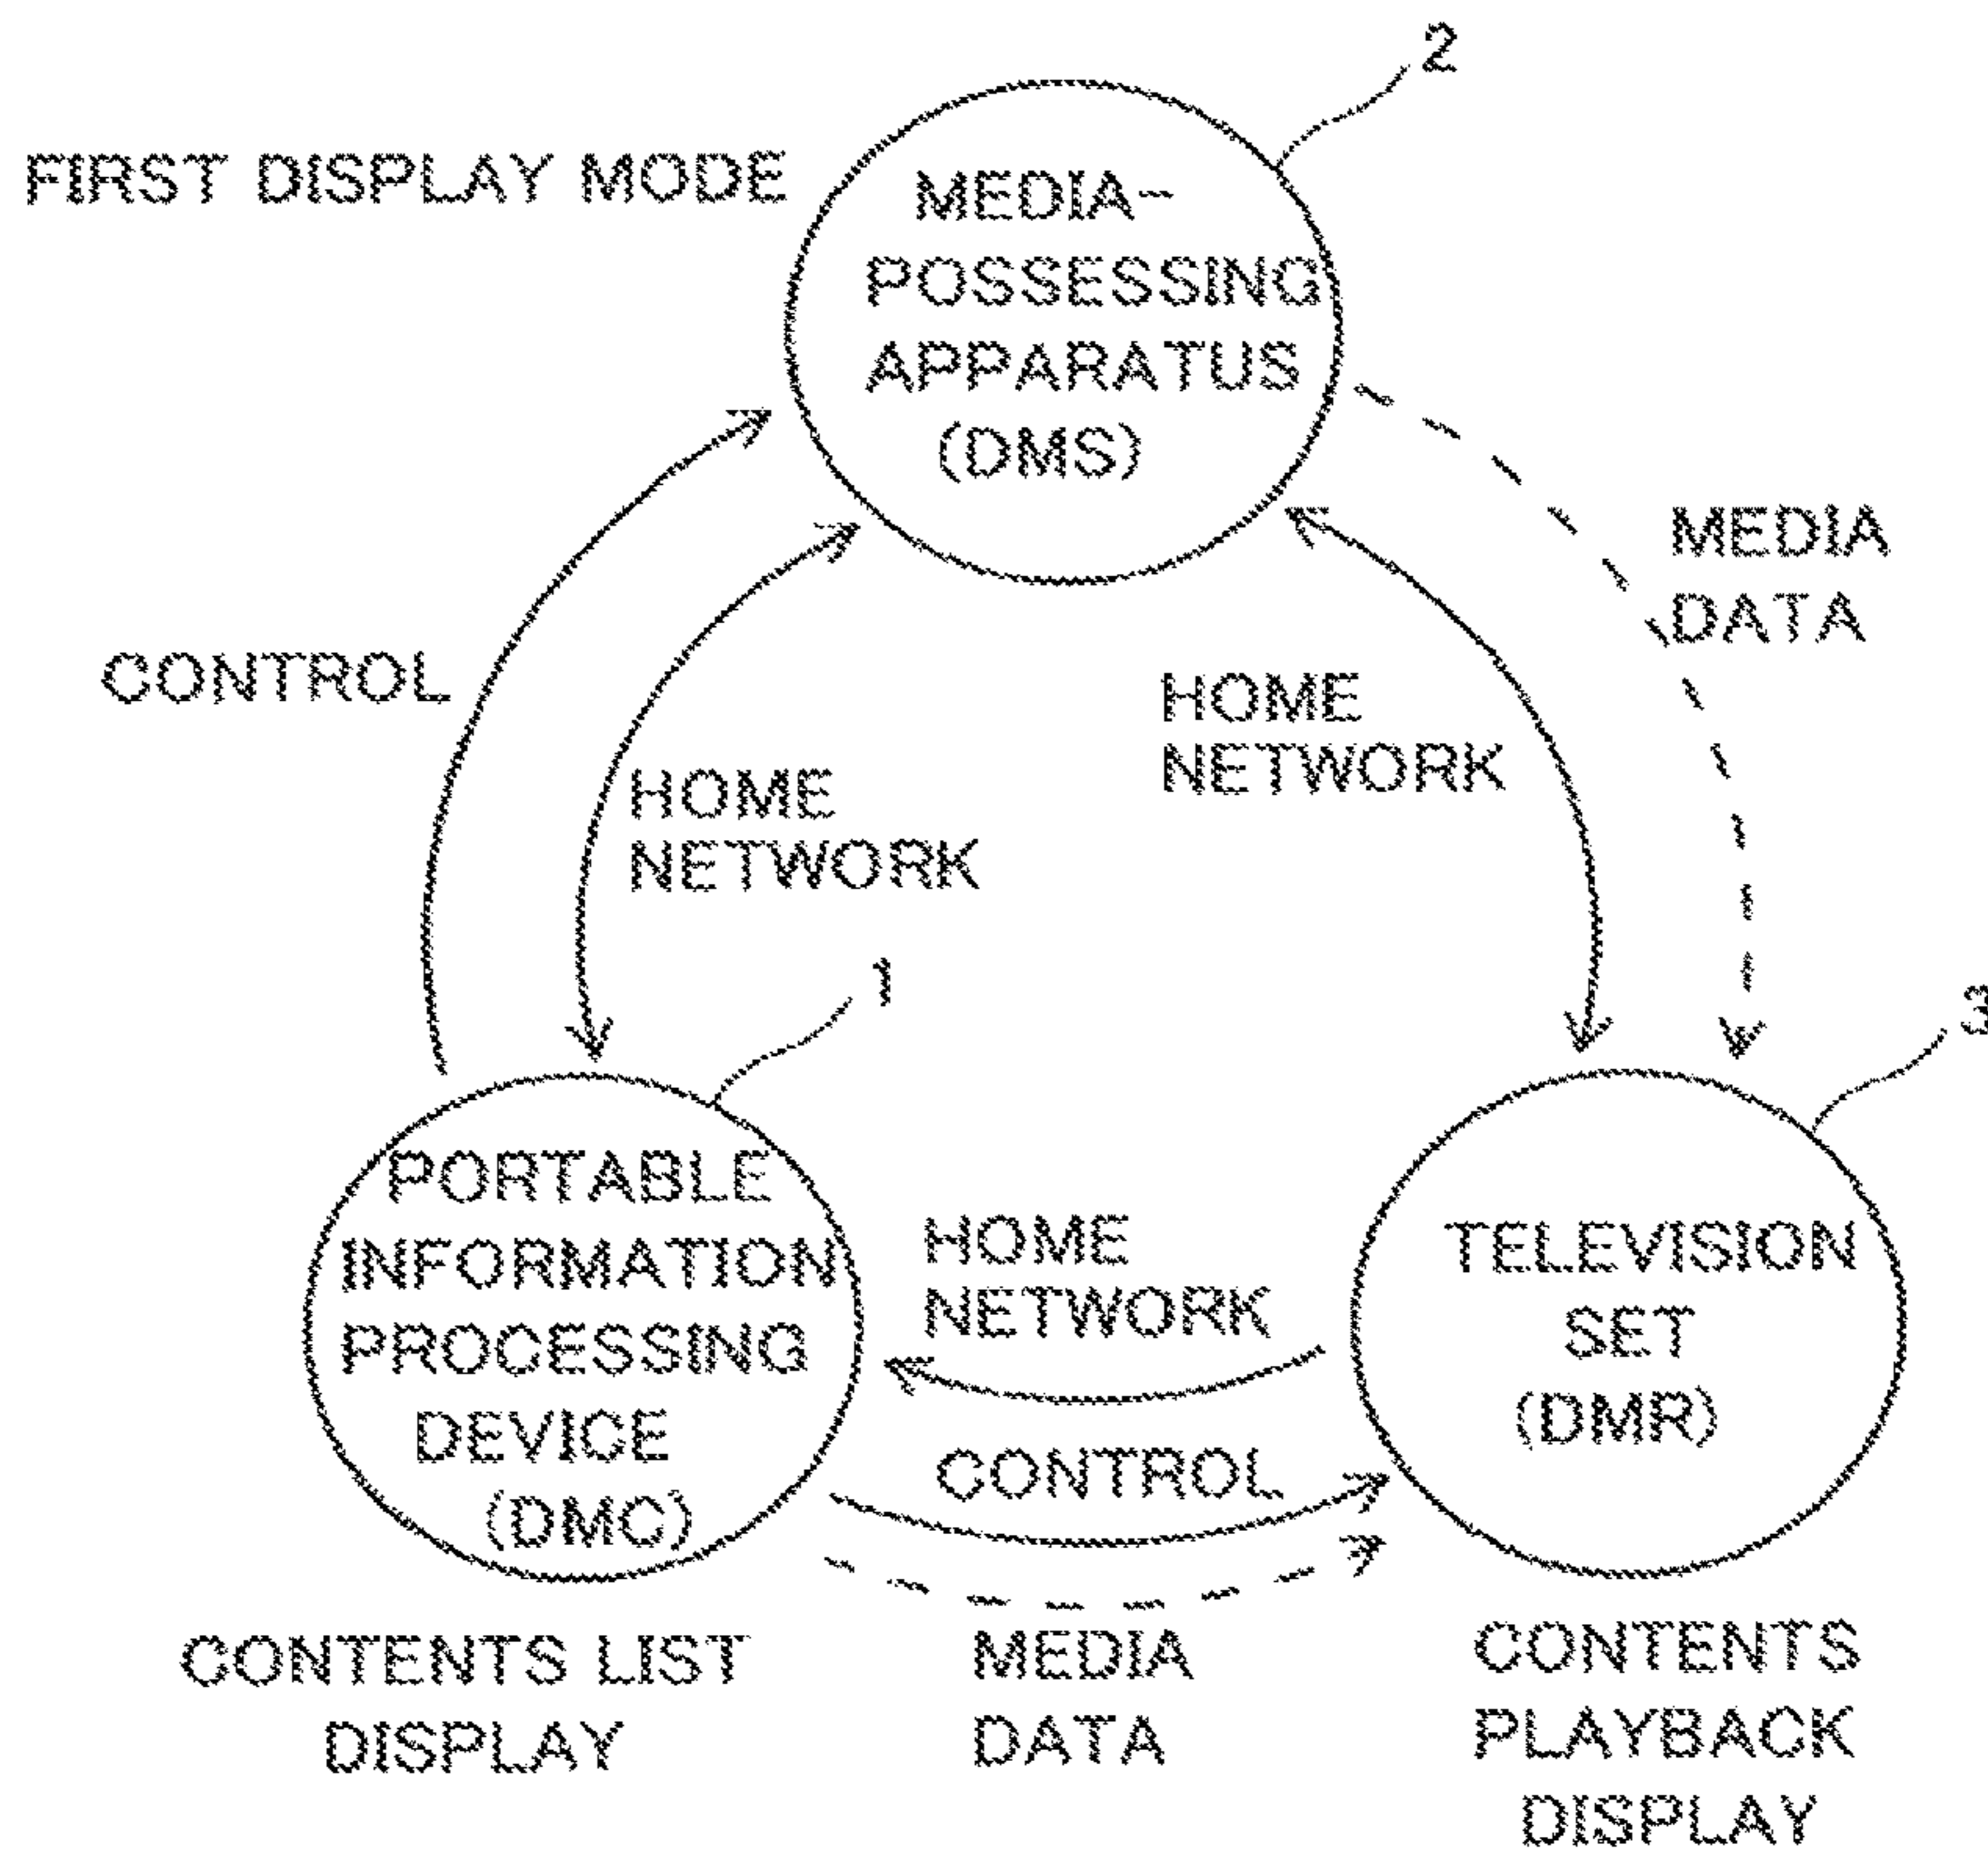 2
FIRST DISPLAY MODE
MEDIA-
POSSESSING
APPARATUS
(DMS)
MEDIA
DATA
CONTROL
HOME
NETWORK
HOME
NETWORK
1
3
PORTABLE
INFORMATION
PROCESSING
DEVICE
(DMC)
HOME
NETWORK
CONTROL
TELEVISION
SET
(DMR)
CONTENTS LIST
DISPLAY
MEDIA
DATA
CONTENTS
PLAYBACK
DISPLAY